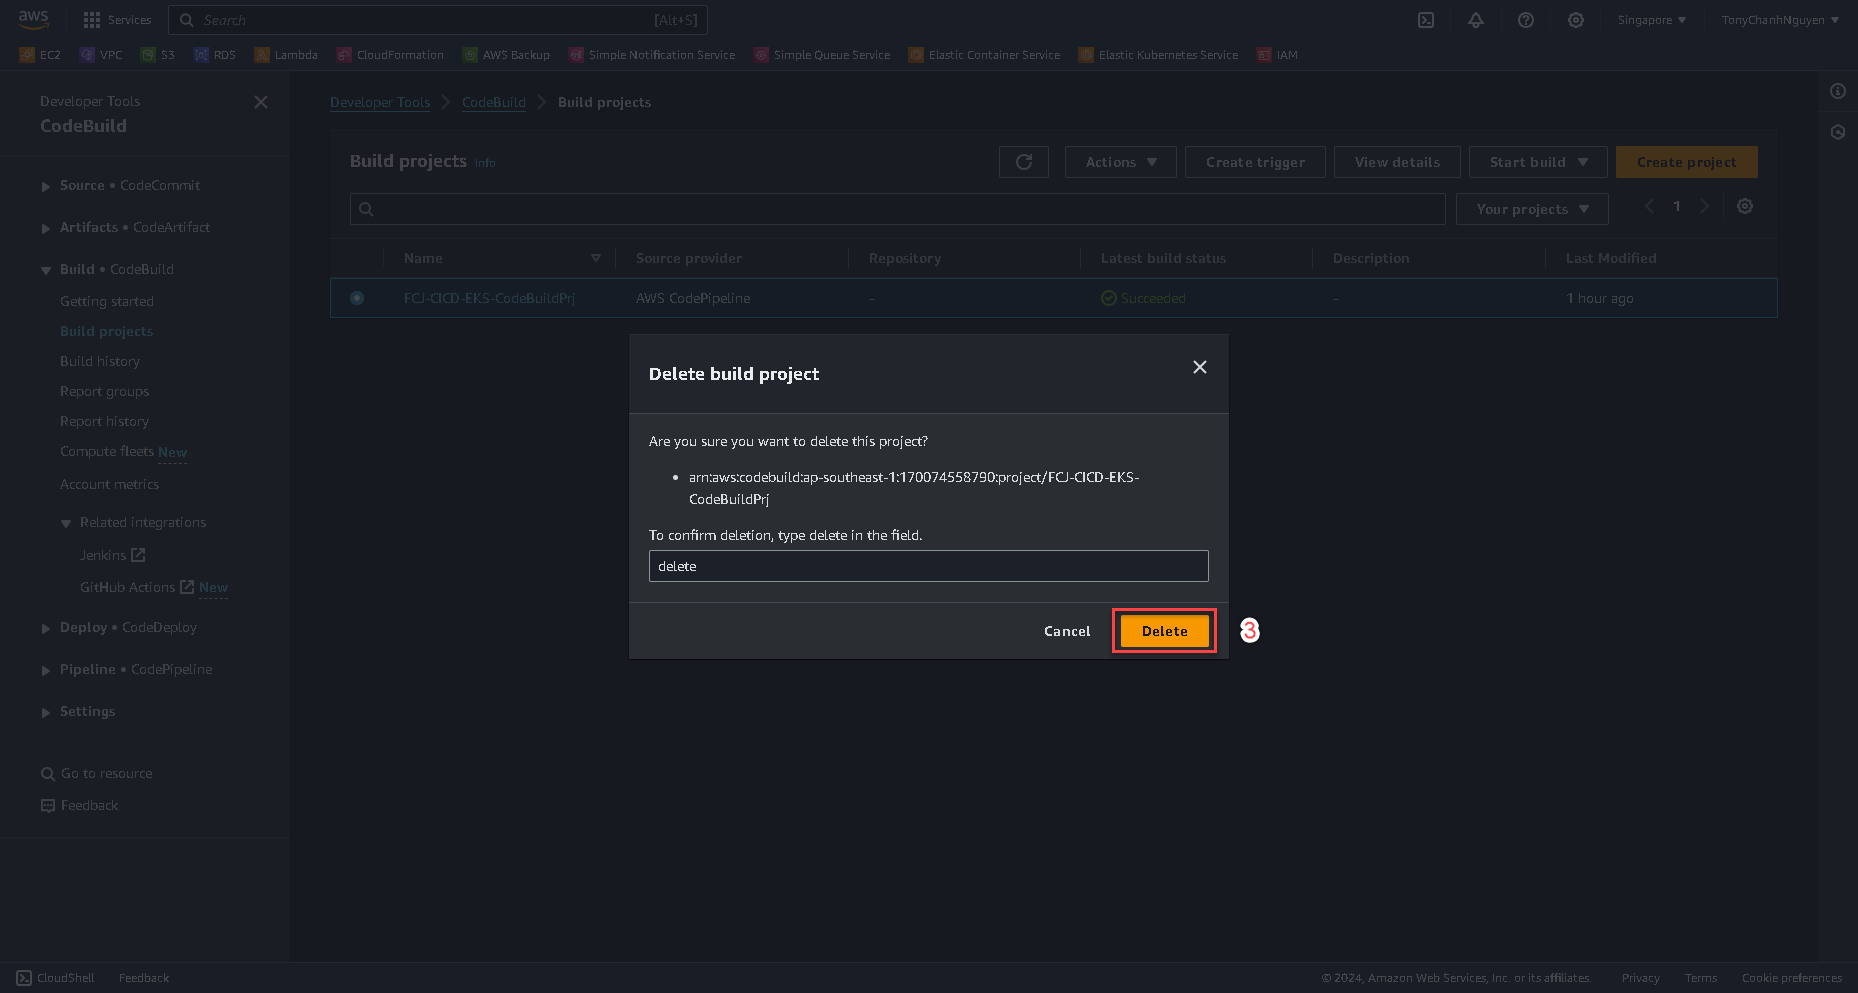 aws
Services
Search
[Alt+S]
Singapore
TonyChanhNguyen
EC2
VPC
S3
RDS
Lambda
CloudFormation
AWS Backup
Simple Notification Service
Simple Queue Service
Elastic Container Service
Elastic Kubernetes Service
IAM
Developer Tools
CodeBuild
Source • CodeCommit
Artifacts • CodeArtifact
Build • CodeBuild
Getting started
Build projects
Build history
Report groups
Report history
Compute fleets New
Account metrics
Related integrations
Jenkins
GitHub Actions New
Deploy • CodeDeploy
Pipeline • CodePipeline
Settings
Go to resource
Feedback
Developer Tools
CodeBuild
Build projects
Build projects Info
Actions
Create trigger
View details
Start build
Create project
Your projects
1
Name
Source provider
Repository
Latest build status
Description
Last Modified
FCJ-CICD-EKS-CodeBuildPrj
AWS CodePipeline
-
Succeeded
-
1 hour ago
Delete build project
Are you sure you want to delete this project?
• arn:aws:codebuild:ap-southeast-1:170074558790:project/FCJ-CICD-EKS-
CodeBuildPrj
To confirm deletion, type delete in the field.
delete
Cancel
Delete
3
CloudShell
Feedback
© 2024, Amazon Web Services, Inc. or its affiliates.
Privacy
Terms
Cookie preferences